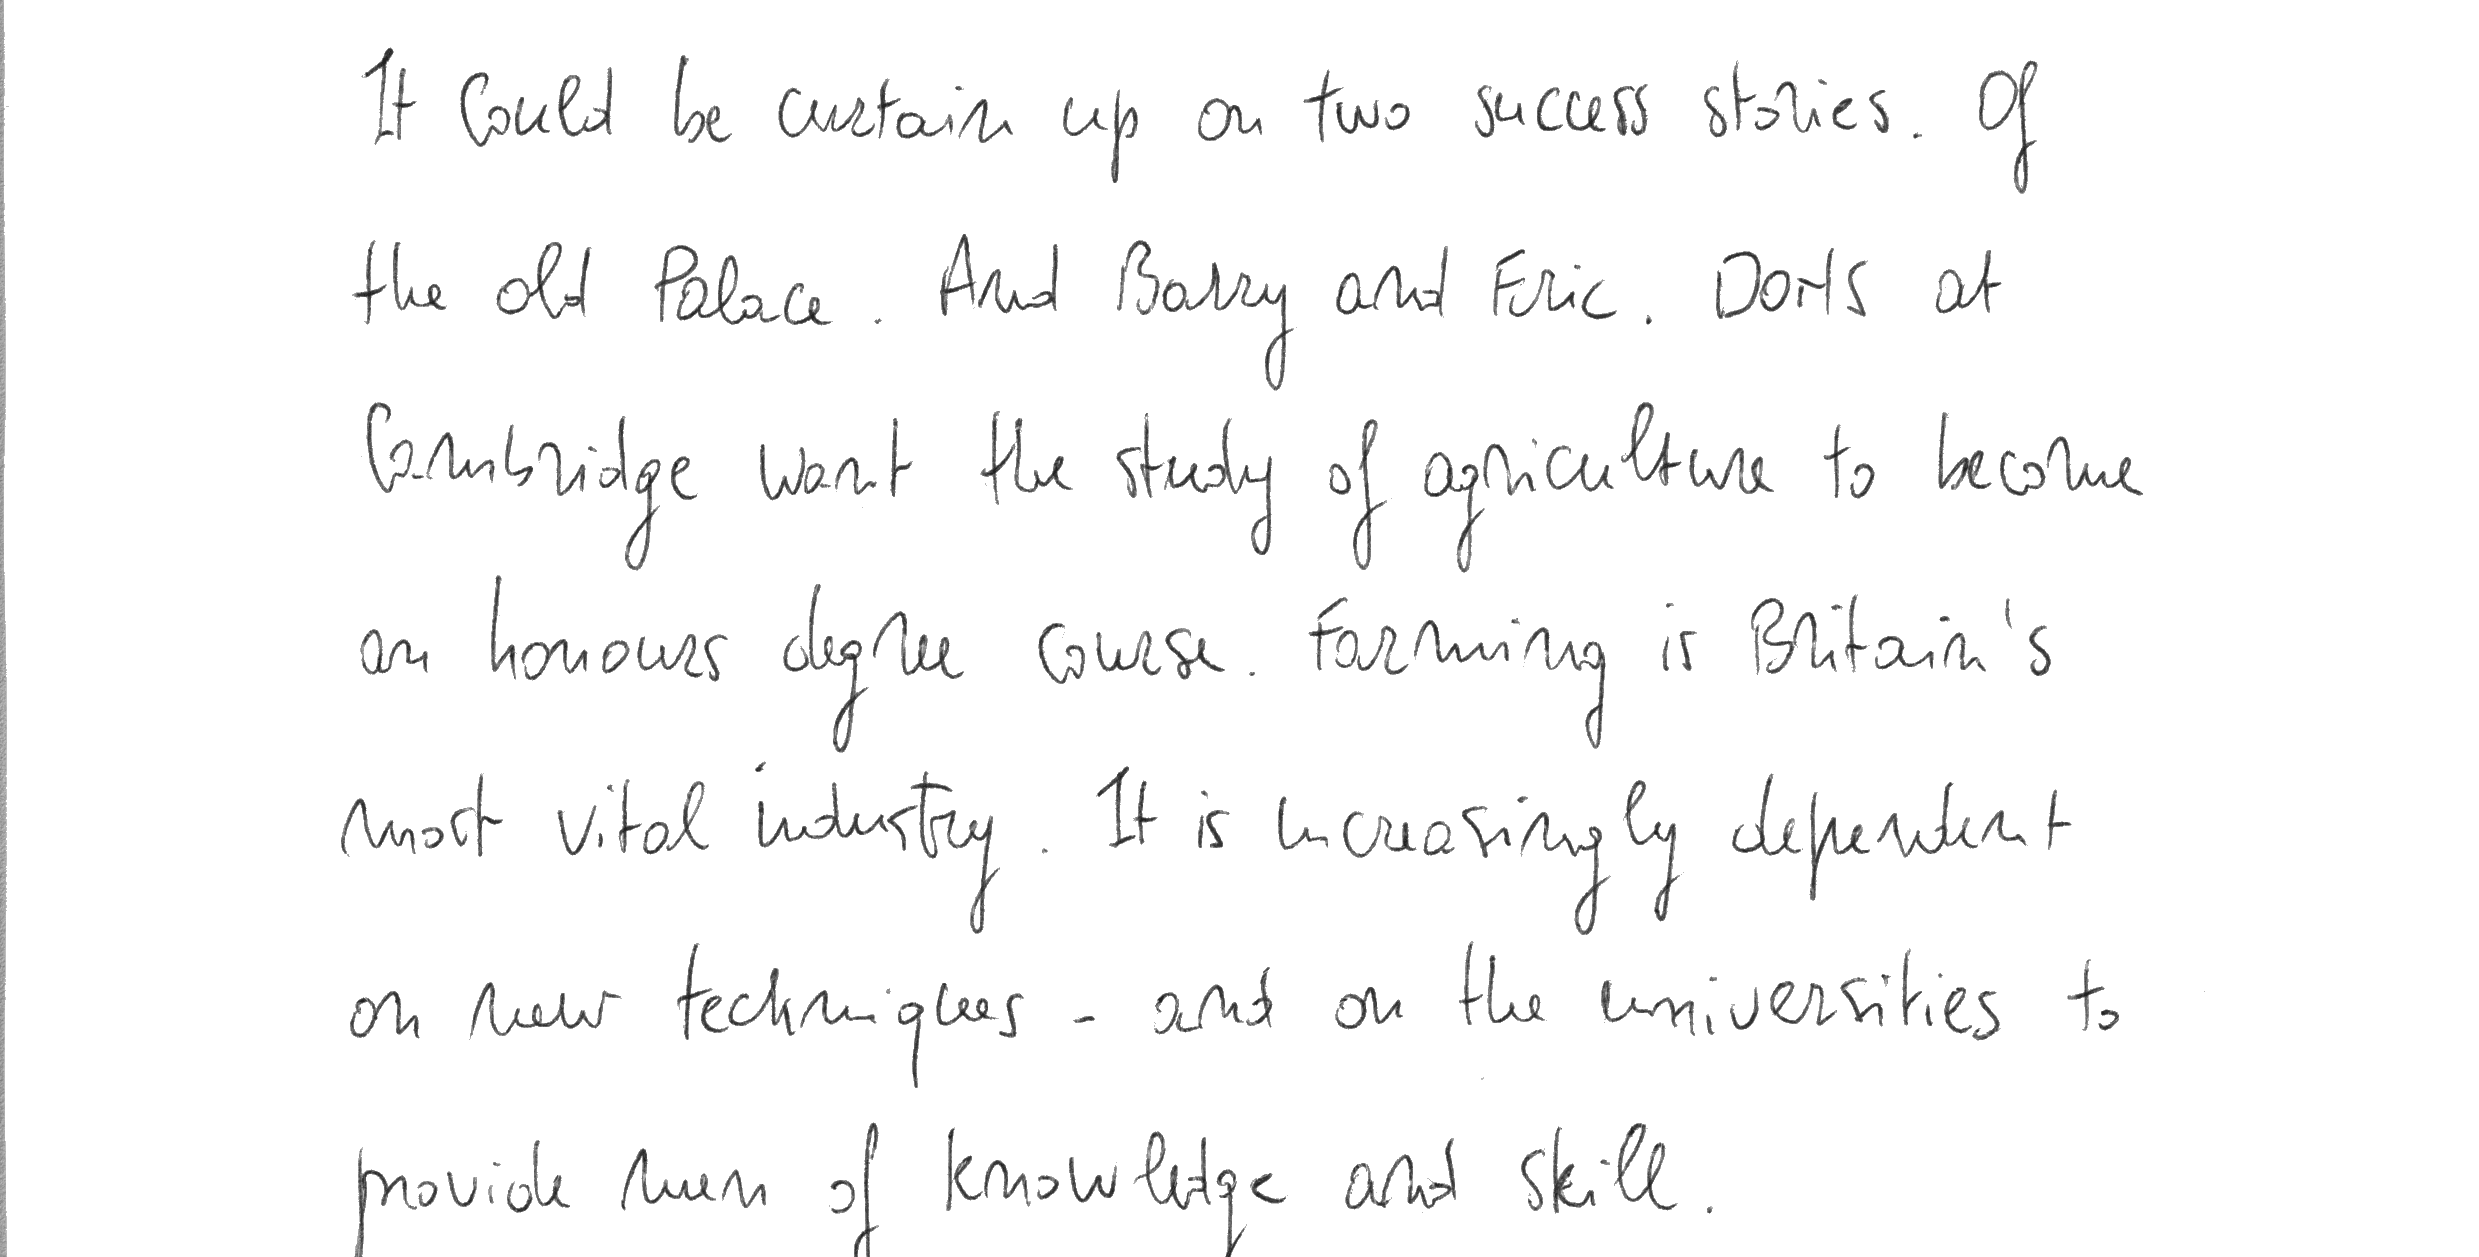 It could be curtain up on two success stories. Of
the old Palace. And Barry and Eric. DONS at
Cambridge want the study of agriculture to become
an honours degree course. Farming is Britain's
most vital industry. It is increasingly dependent
on new techniques - and on the universities to
provide men of knowledge and skill.